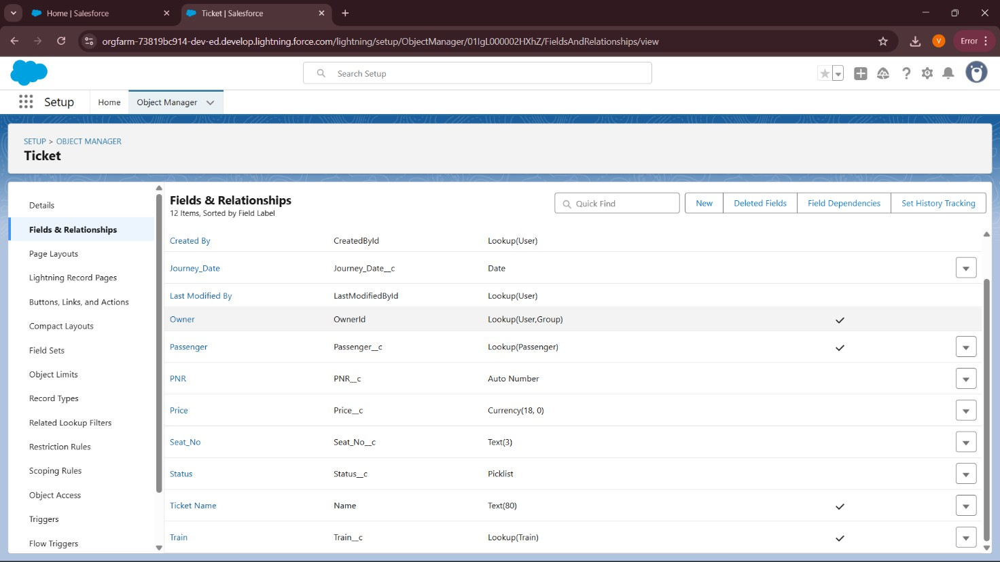 Home | Salesforce
Ticket | Salesforce
orgfarm-73819bc914-dev-ed.develop.lightning.force.com/lightning/setup/ObjectManager/01IgL000002HXhZ/FieldsAndRelationships/view
V
Error
Search Setup
Setup
Home
Object Manager
SETUP > OBJECT MANAGER
Ticket
Details
Fields & Relationships
Page Layouts
Lightning Record Pages
Buttons, Links, and Actions
Compact Layouts
Field Sets
Object Limits
Record Types
Related Lookup Filters
Restriction Rules
Scoping Rules
Object Access
Triggers
Flow Triggers
Fields & Relationships
12 Items, Sorted by Field Label
Quick Find
New
Deleted Fields
Field Dependencies
Set History Tracking
Created By CreatedById Lookup(User)
Journey_Date Journey_Date__c Date
Last Modified By LastModifiedById Lookup(User)
Owner OwnerId Lookup(User,Group)
Passenger Passenger__c Lookup(Passenger)
PNR PNR__c Auto Number
Price Price__c Currency(18, 0)
Seat_No Seat_No__c Text(3)
Status Status__c Picklist
Ticket Name Name Text(80)
Train Train__c Lookup(Train)